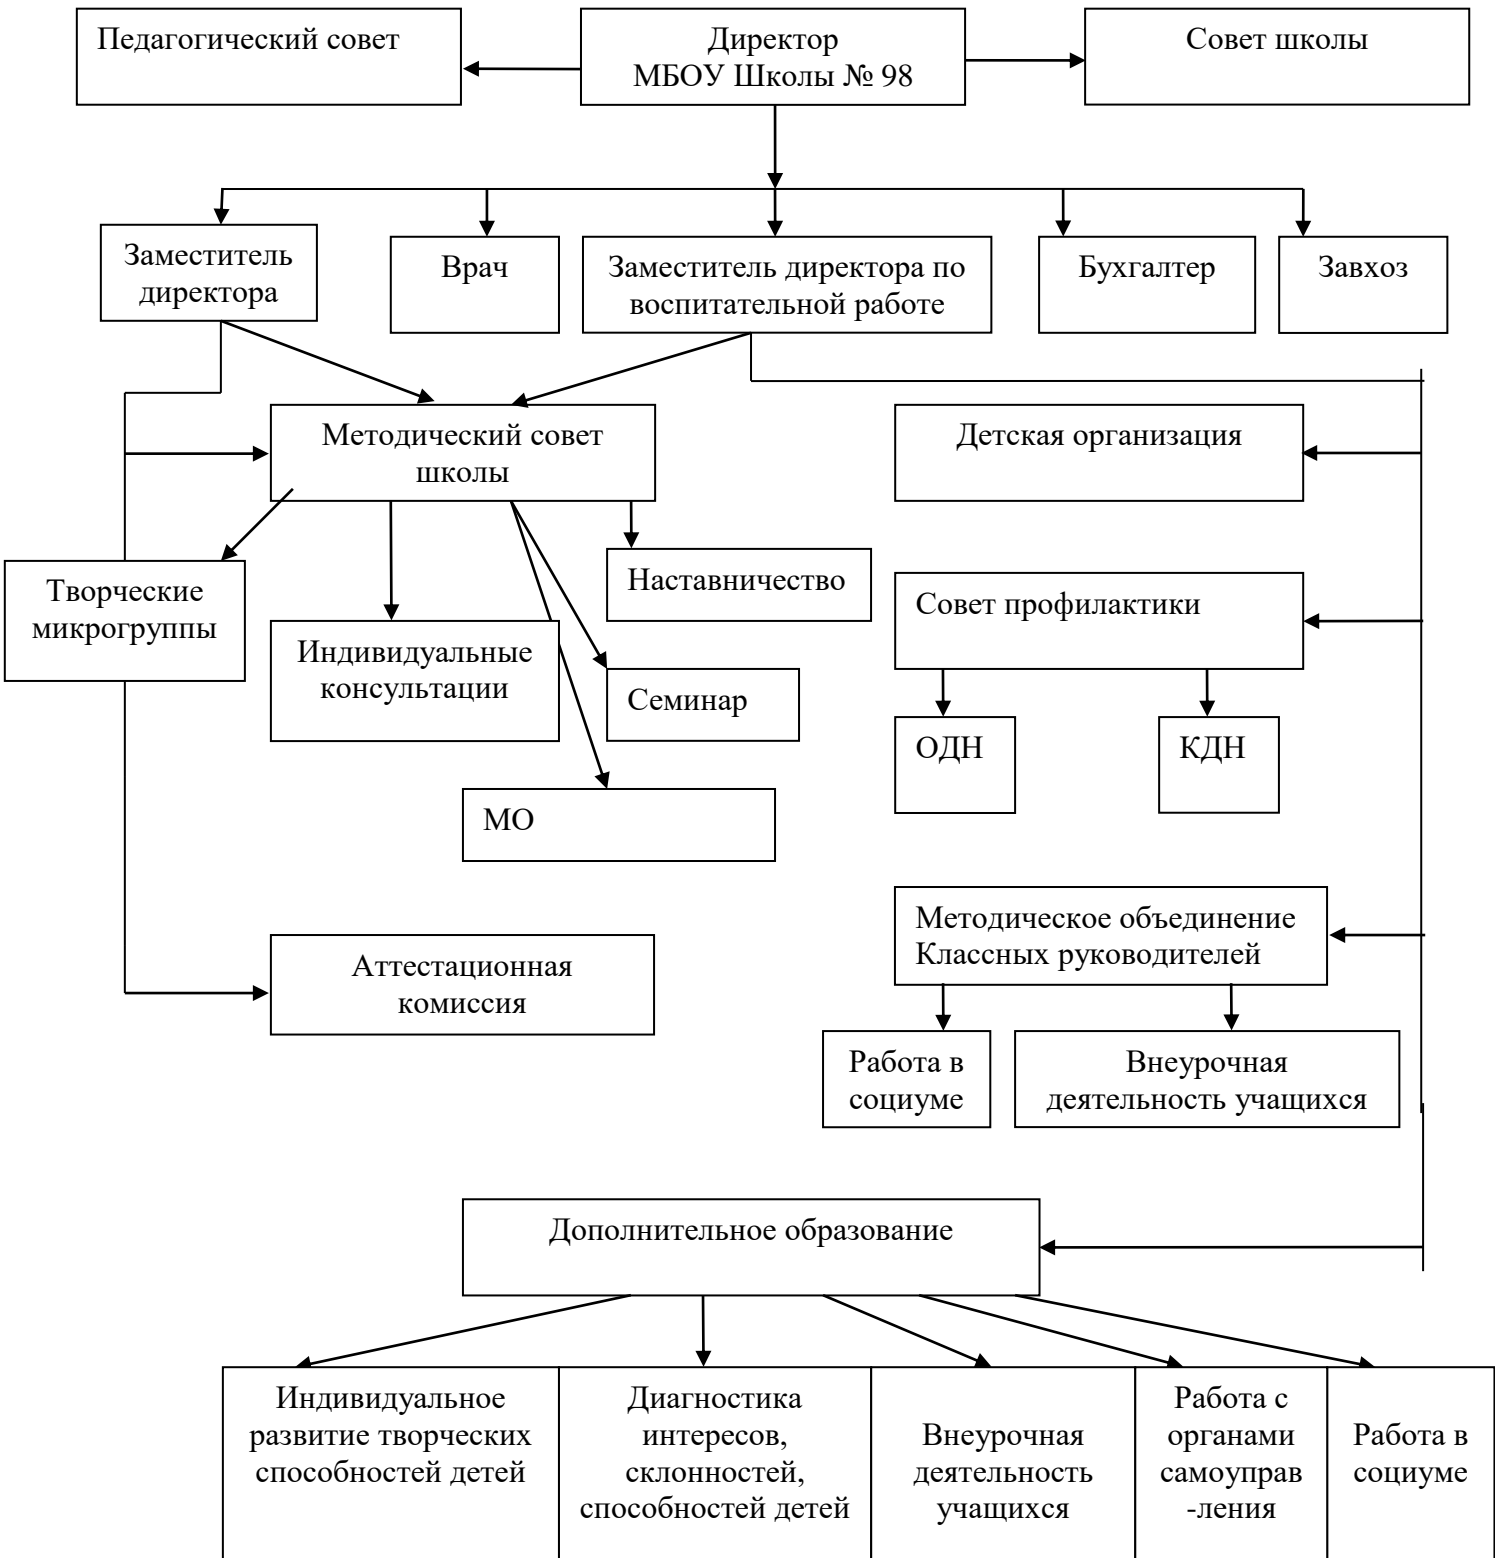 Педагогический совет
Директор
МБОУ Школы № 98
Совет школы
Заместитель
директора
Врач
Заместитель директора по
воспитательной работе
Бухгалтер
Завхоз
Методический совет
школы
Детская организация
Творческие
микрогруппы
Наставничество
Совет профилактики
Индивидуальные
консультации
Семинар
ОДН
КДН
МО
Методическое объединение
Классных руководителей
Аттестационная
комиссия
Работа в
социуме
Внеурочная
деятельность учащихся
Дополнительное образование
Индивидуальное
развитие творческих
способностей детей
Диагностика
интересов,
склонностей,
способностей детей
Внеурочная
деятельность
учащихся
Работа с
органами
самоуправ
-ления
Работа в
социуме